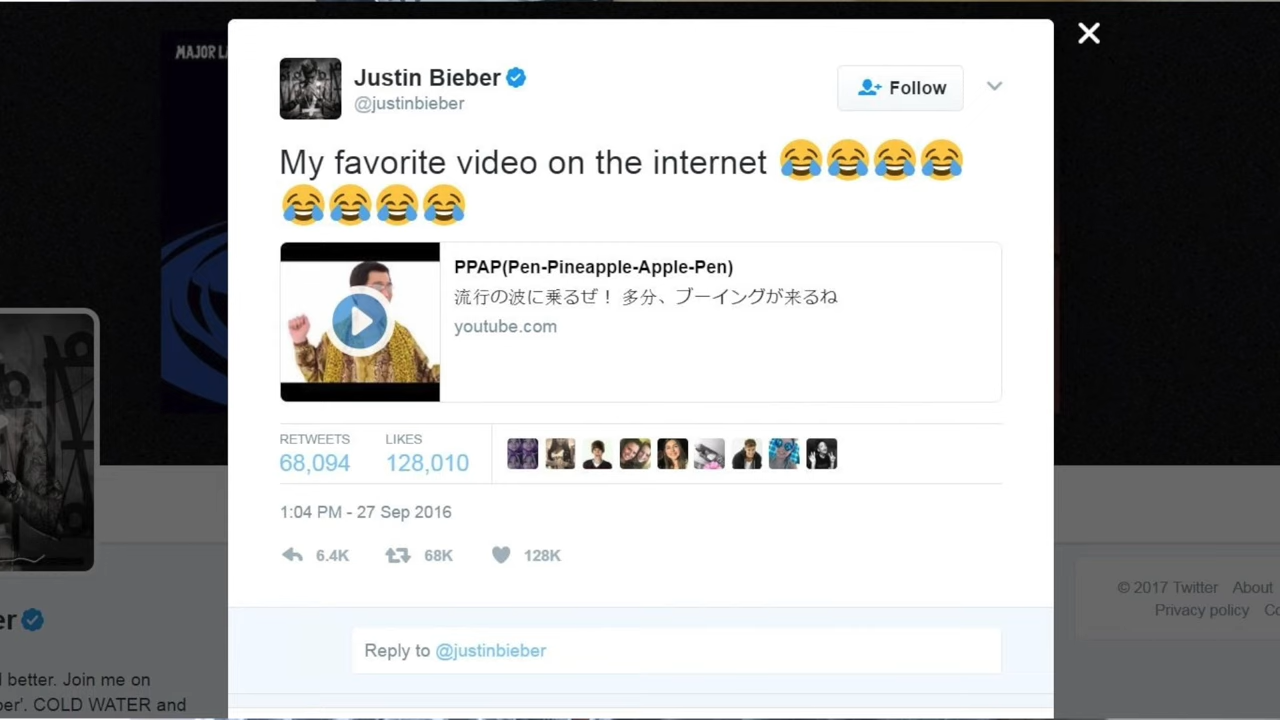 MAJOR L
Justin Bieber
@justinbieber
Follow
My favorite video on the internet 😂😂😂😂
😂😂😂😂
PPAP(Pen-Pineapple-Apple-Pen)
流行の波に乗るぜ！ 多分、ブーイングが来るね
youtube.com
RETWEETS
68,094
LIKES
128,010
1:04 PM - 27 Sep 2016
6.4K
68K
128K
Reply to @justinbieber
er
better. Join me on
ber'. COLD WATER and
© 2017 Twitter About
Privacy policy Co